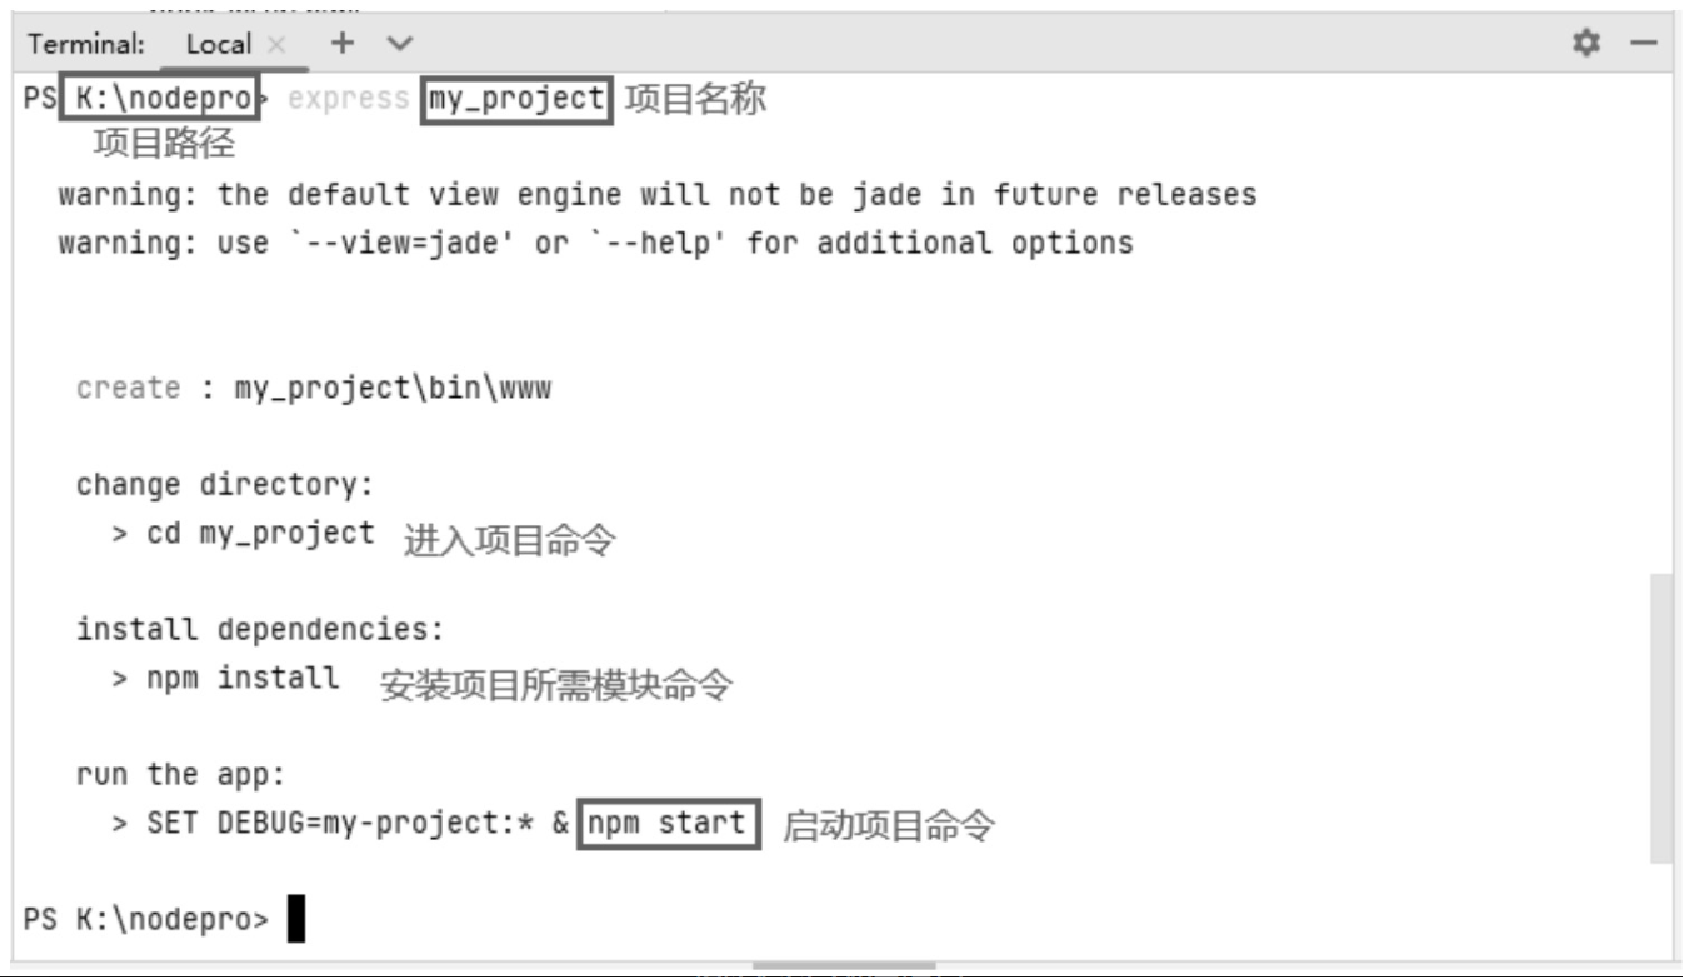 Terminal: Local × + ∨
PS K:\nodepro> express my_project 项目名称
项目路径
warning: the default view engine will not be jade in future releases
warning: use `--view=jade' or `--help' for additional options
create : my_project\bin\www
change directory:
> cd my_project 进入项目命令
install dependencies:
> npm install 安装项目所需模块命令
run the app:
> SET DEBUG=my-project:* & npm start 启动项目命令
PS K:\nodepro>